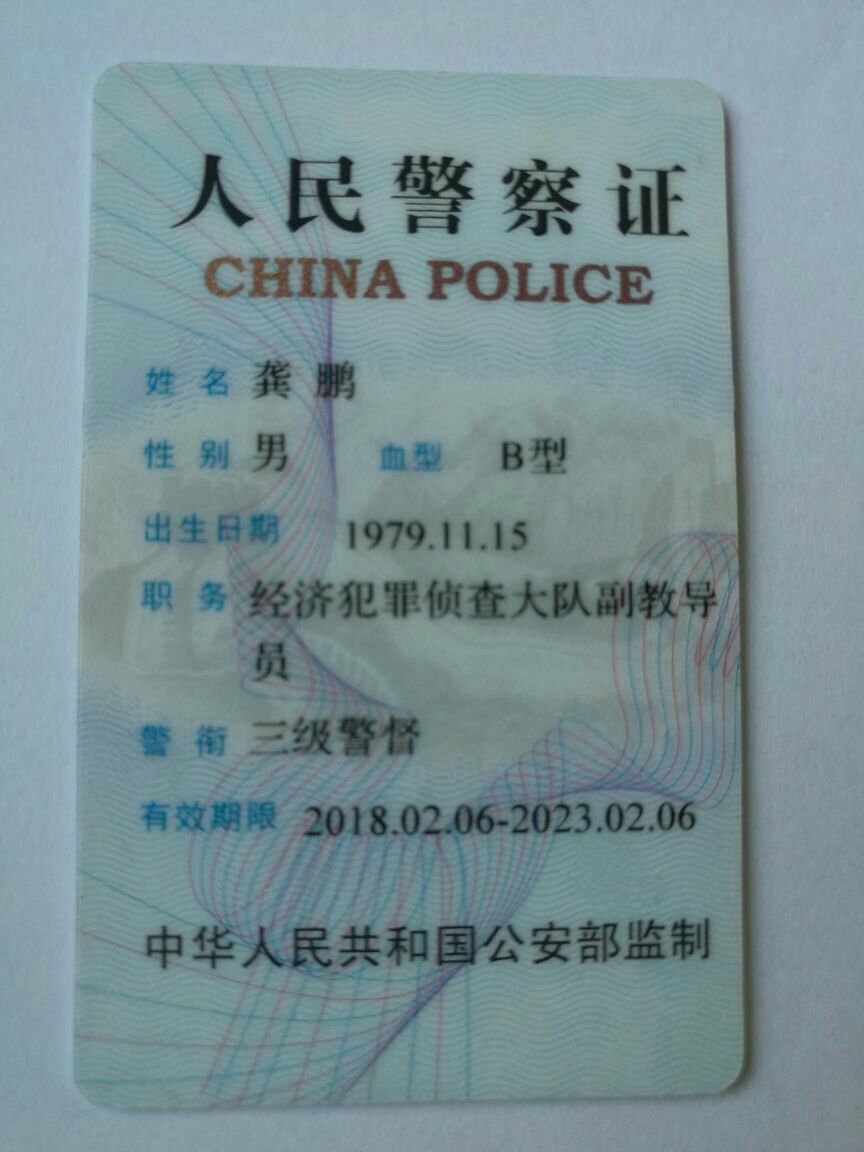 人民警察证
CHINA POLICE
姓名 龚鹏
性别 男 血型 B型
出生日期 1979.11.15
职务 经济犯罪侦查大队副教导
员
警衔 三级警督
有效期限 2018.02.06-2023.02.06
中华人民共和国公安部监制